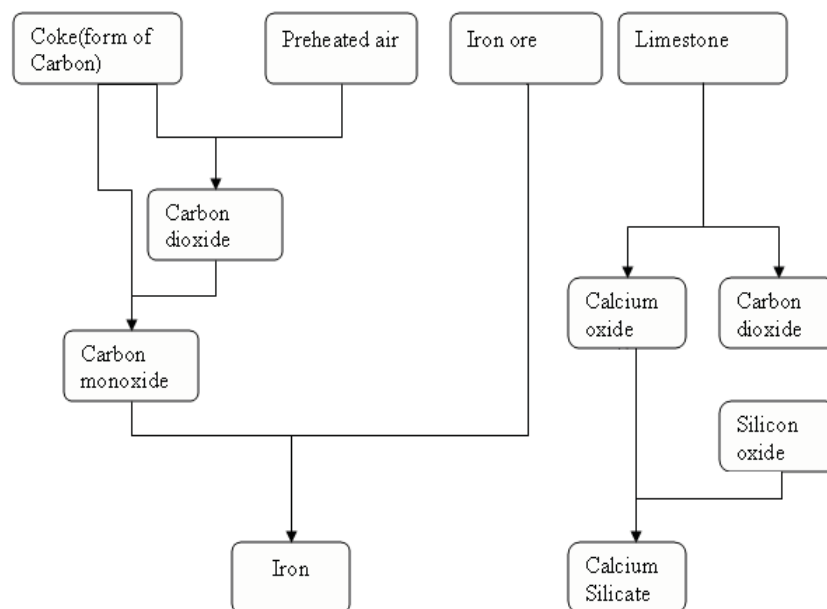 Coke(form of
Carbon)
Preheated air
Iron ore
Limestone
Carbon
dioxide
Calcium
oxide
Carbon
dioxide
Carbon
monoxide
Silicon
oxide
Iron
Calcium
Silicate